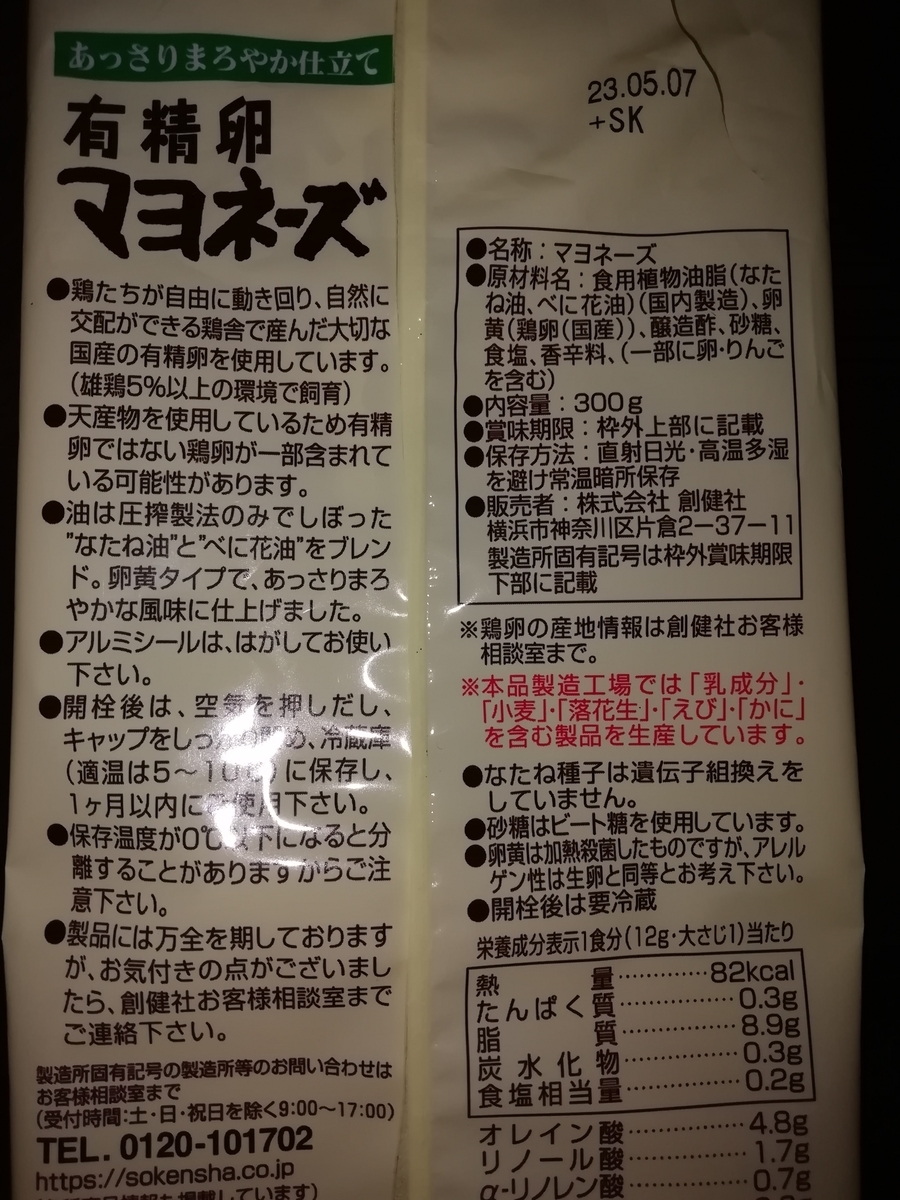 あっさりまろやか仕立て
有精卵
マヨネーズ
●鶏たちが自由に動き回り、自然に
交配ができる鶏舎で産んだ大切な
国産の有精卵を使用しています。
(雄鶏5%以上の環境で飼育)
●天産物を使用しているため有精
卵ではない鶏卵が一部含まれて
いる可能性があります。
●油は圧搾製法のみでしぼった
"なたね油"と"べに花油"をブレン
ド。卵黄タイプで、あっさりまろ
やかな風味に仕上げました。
●アルミシールは、はがしてお使い
下さい。
●開栓後は、空気を押しだし、
キャップをしっ め、冷蔵庫
(適温は5〜10℃)に保存し、
1ヶ月以内に 使用下さい。
●保存温度が0℃以下になると分
離することがありますからご注
意下さい。
●製品には万全を期しております
が、お気付きの点がございまし
たら、創健社お客様相談室まで
ご連絡下さい。
製造所固有記号の製造所等のお問い合わせは
お客様相談室まで
(受付時間:土・日・祝日を除く9:00〜17:00)
TEL. 0120-101702
https://sokensha.co.jp
掲載しています)
23.05.07
+SK
●名称:マヨネーズ
●原材料名:食用植物油脂(なた
ね油、べに花油)(国内製造)、卵
黄(鶏卵(国産))、醸造酢、砂糖、
食塩、香辛料、(一部に卵・りんご
を含む)
●内容量:300g
●賞味期限:枠外上部に記載
●保存方法:直射日光・高温多湿
を避け常温暗所保存
●販売者:株式会社 創健社
横浜市神奈川区片倉2-37-11
製造所固有記号は枠外賞味期限
下部に記載
※鶏卵の産地情報は創健社お客様
相談室まで。
※本品製造工場では「乳成分」・
「小麦」・「落花生」・「えび」・「かに」
を含む製品を生産しています。
●なたね種子は遺伝子組換えを
していません。
●砂糖はビート糖を使用しています。
●卵黄は加熱殺菌したものですが、アレル
ゲン性は生卵と同等とお考え下さい。
●開栓後は要冷蔵
栄養成分表示1食分(12g・大さじ1)当たり
熱量…………82kcal
たんぱく質…………0.3g
脂質…………8.9g
炭水化物…………0.3g
食塩相当量…………0.2g
オレイン酸…………4.8g
リノール酸…………1.7g
α-リノレン酸…………0.7g